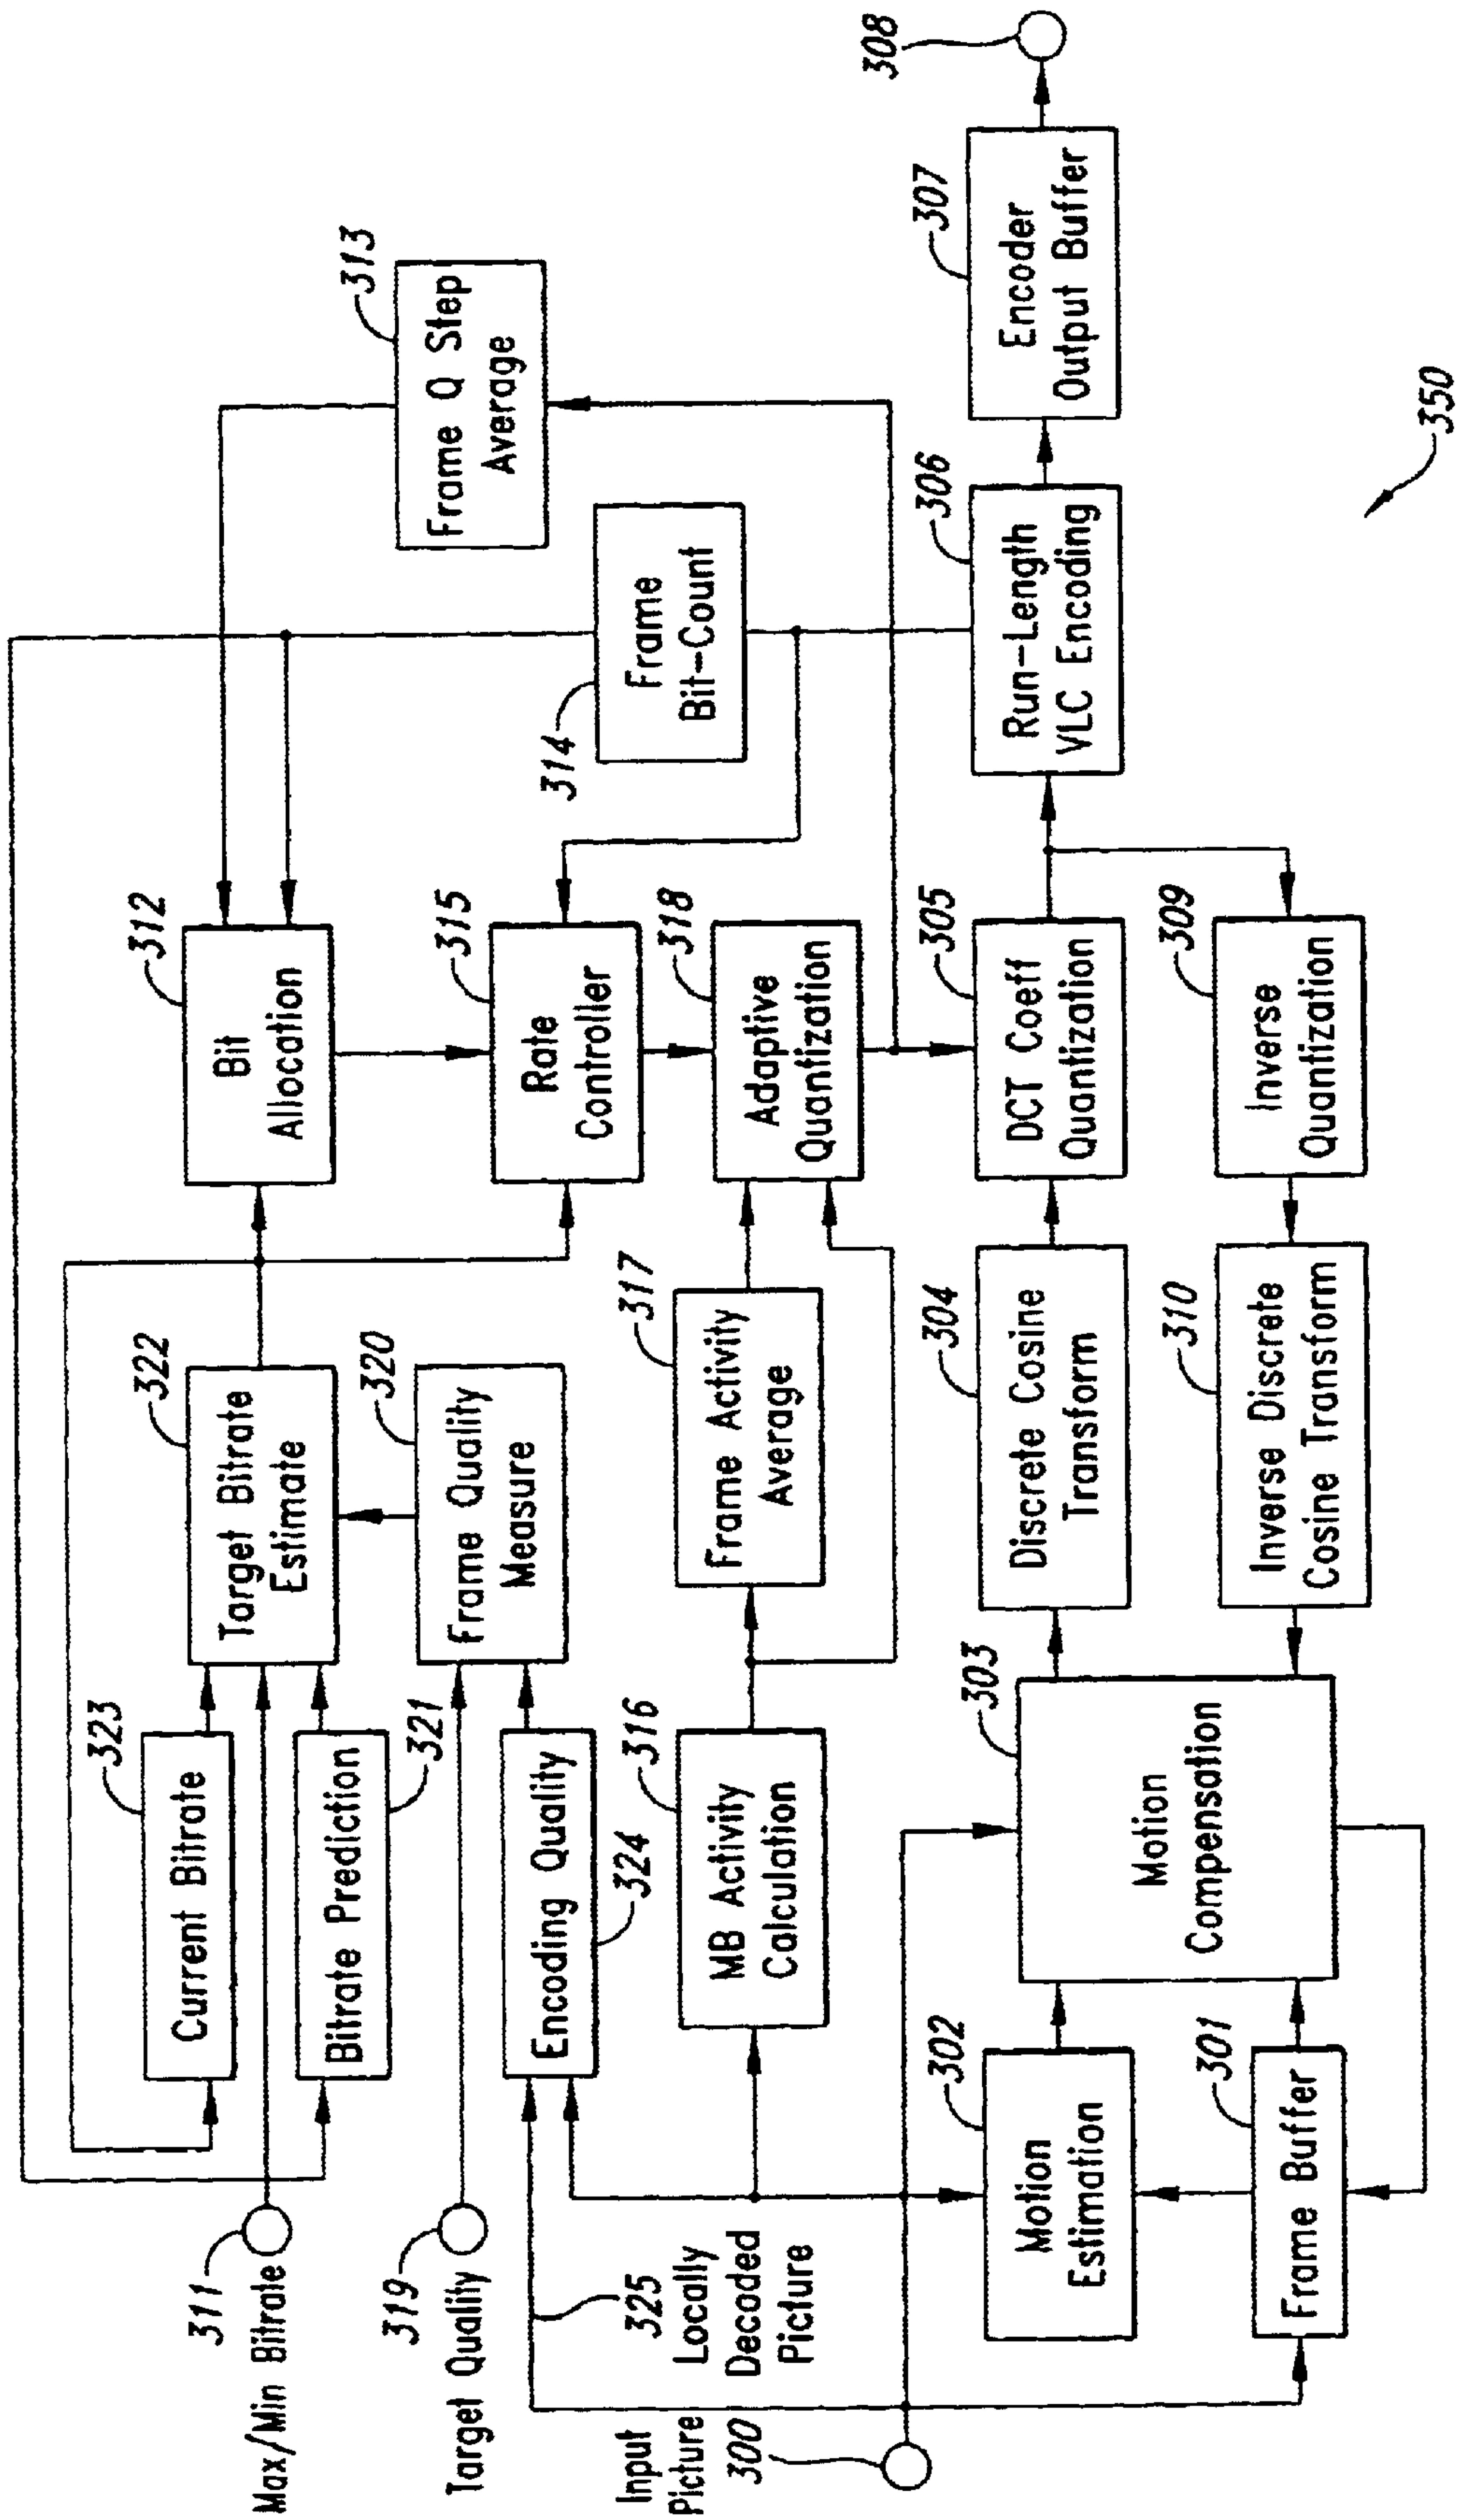 311
Max/Min Bitrate
323
Current Bitrate
Bitrate Prediction
321
322
Target Bitrate
Estimate
312
Bit
Allocation
313
Frame Q Step
Average
319
Target Quality
320
Frame Quality
Measure
Encoding Quality
324
315
Rate
Controller
314
Frame
Bit-Count
325
Locally
Decoded
Picture
316
MB Activity
Calculation
317
Frame Activity
Average
318
Adaptive
Quantization
Input
Picture
300
302
Motion
Estimation
303
Motion
Compensation
304
Discrete Cosine
Transform
305
DCT Coeff
Quantization
306
Run-Length
VLC Encoding
307
Encoder
Output Buffer
308
301
Frame Buffer
310
Inverse Discrete
Cosine Transform
309
Inverse
Quantization
350